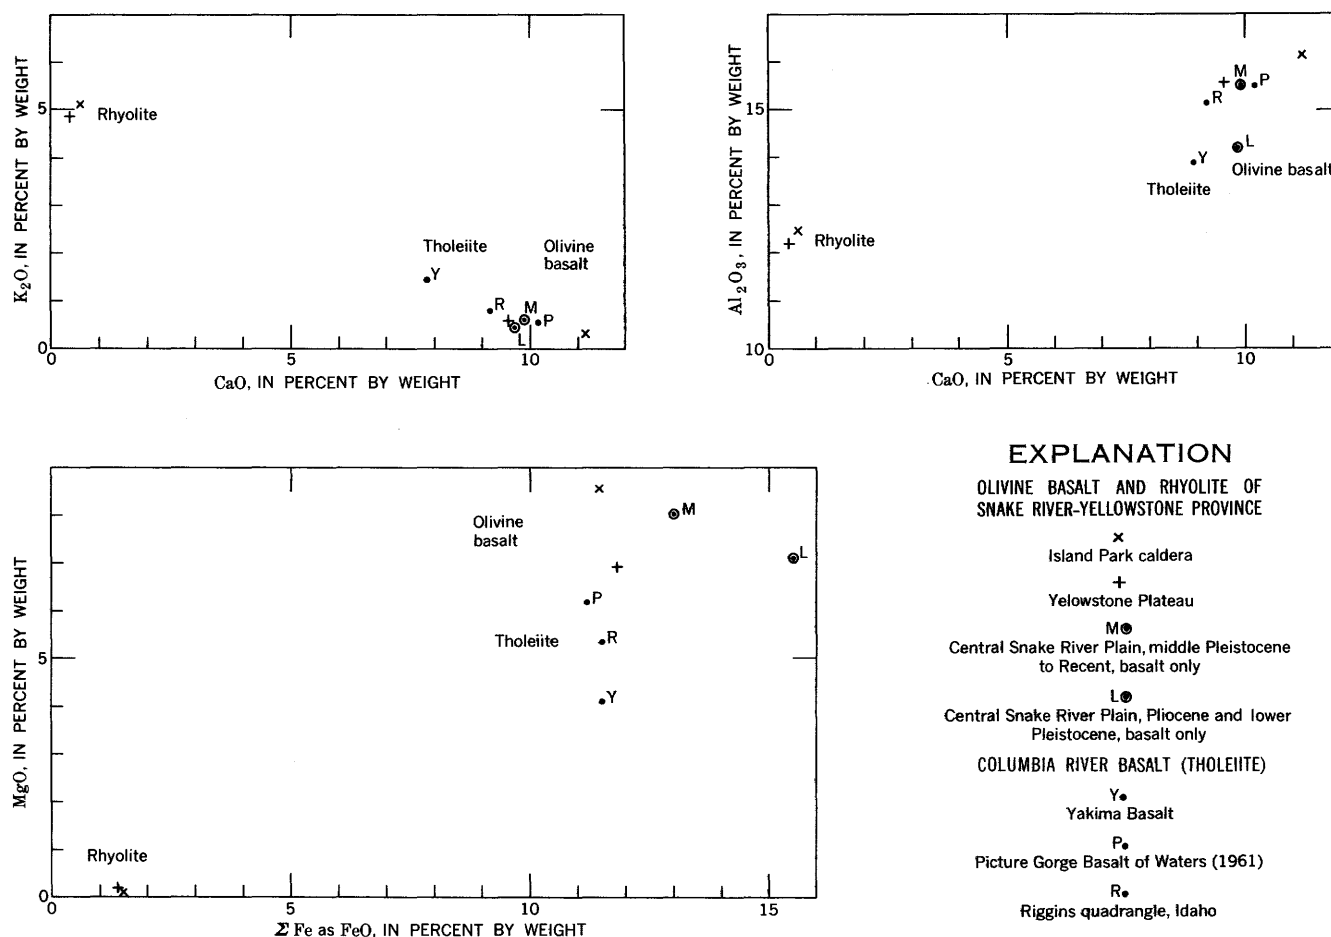 K2O, IN PERCENT BY WEIGHT
5
0
Rhyolite
Tholeiite
Y
Olivine
basalt
R
M
P
L
5
10
CaO, IN PERCENT BY WEIGHT
Al2O3, IN PERCENT BY WEIGHT
15
10
M
P
R
L
Y
Olivine basalt
Tholeiite
Rhyolite
0
5
10
CaO, IN PERCENT BY WEIGHT
MgO, IN PERCENT BY WEIGHT
5
0
Olivine
basalt
M
L
P
Tholeiite
R
Y
Rhyolite
5
10
15
Σ Fe as FeO, IN PERCENT BY WEIGHT
EXPLANATION
OLIVINE BASALT AND RHYOLITE OF
SNAKE RIVER-YELLOWSTONE PROVINCE
×
Island Park caldera
+
Yelowstone Plateau
M
Central Snake River Plain, middle Pleistocene
to Recent, basalt only
L
Central Snake River Plain, Pliocene and lower
Pleistocene, basalt only
COLUMBIA RIVER BASALT (THOLEIITE)
Y
Yakima Basalt
P
Picture Gorge Basalt of Waters (1961)
R
Riggins quadrangle, Idaho